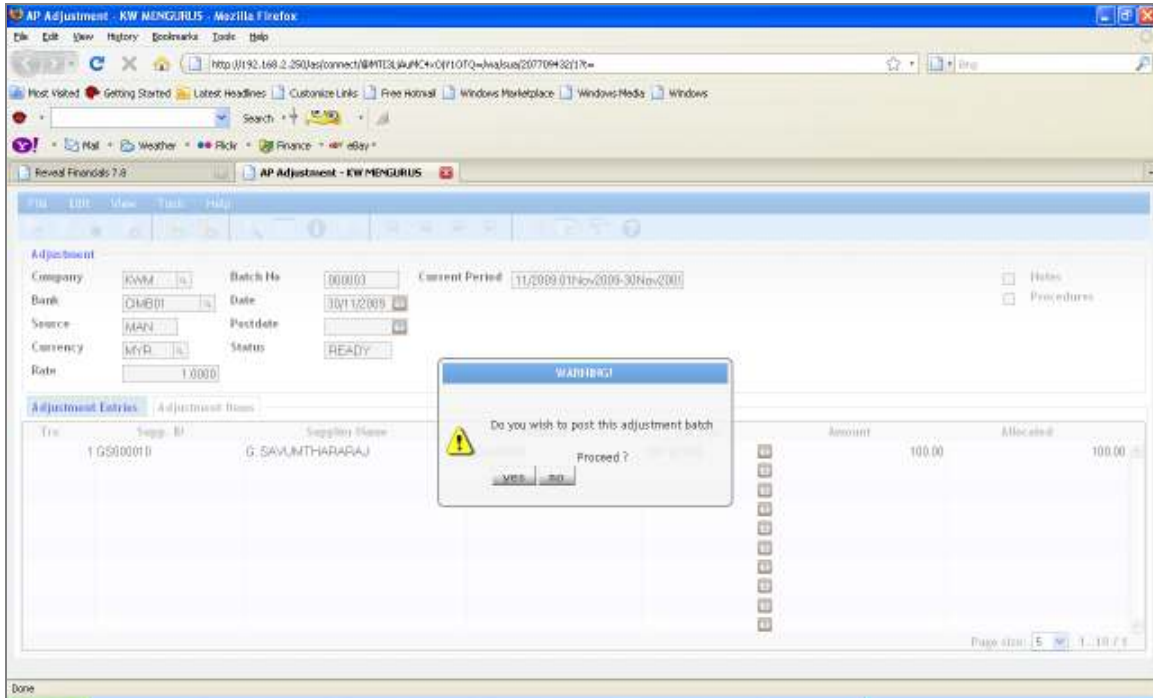 AP Adjustment - KW MENGURUS - Mozilla Firefox
File Edit View History Bookmarks Tools Help
Most Visited Getting Started Latest Headlines Customize Links Free Hotmail Windows Marketplace Windows Media Windows
Search
Mail Weather Flickr Finance eBay
Reveal Financials 7.8 AP Adjustment - KW MENGURUS
File Edit View Tools Help
Adjustment
Company KWM Batch No 000003 Current Period 11/2009 01Nov2009-30Nov200 Notes
Bank CIMB01 Date 30/11/2009 Procedures
Source MAN Postdate
Currency MYR Status READY
Rate 1.0000
WARNING!
Do you wish to post this adjustment batch
Proceed ?
yes no
Adjustment Entries Adjustment Items
Trx Supp. ID Supplier Name Amount Allocated
1 G. SAVUMTHARARAJ 100.00 100.00
Page size: 5
Done